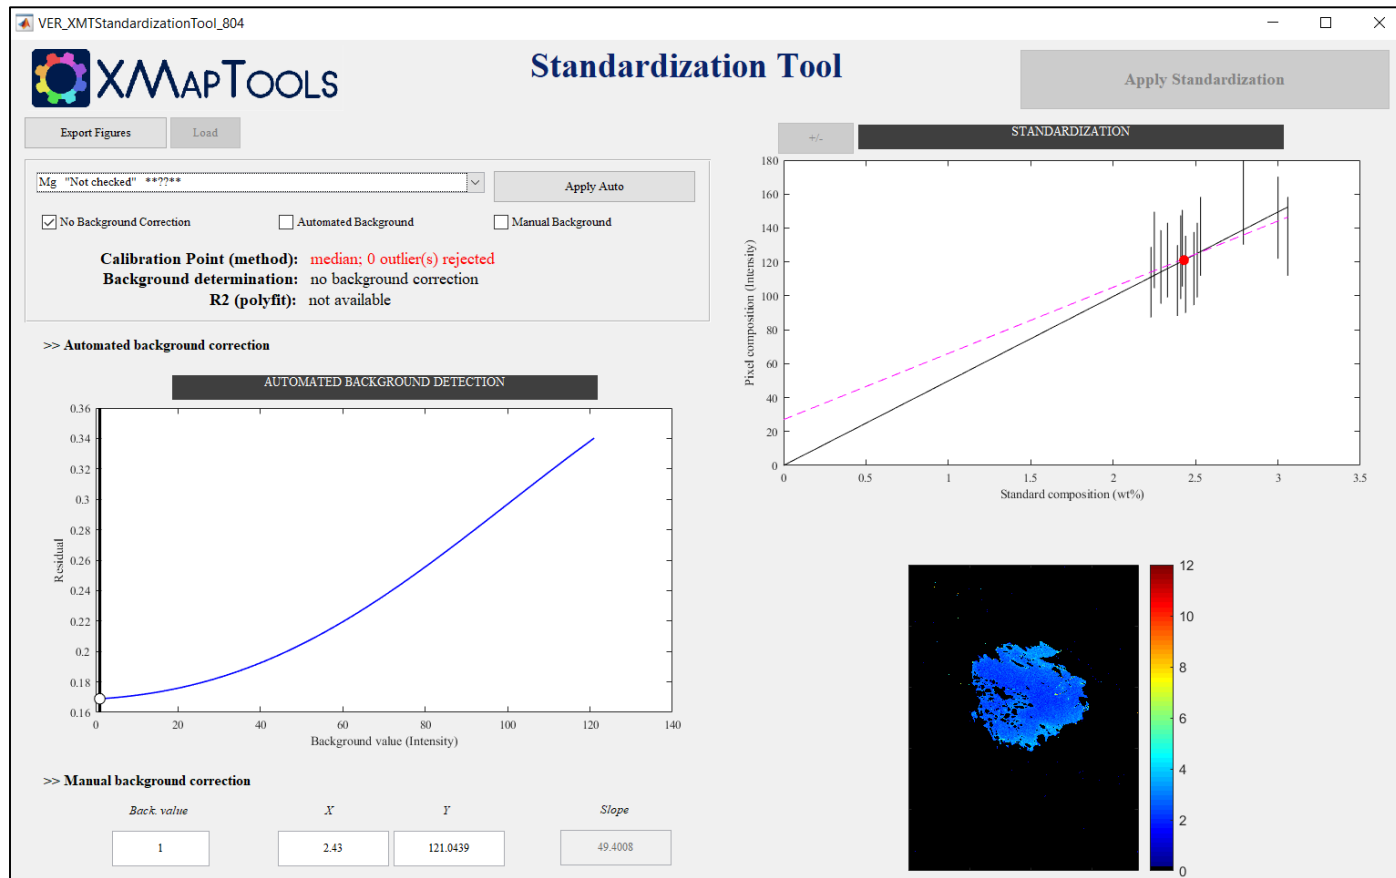 VER_XMTStandardizationTool_804
XMapTools
Standardization Tool
Apply Standardization
Export Figures
Load
+/-
STANDARDIZATION
Mg "Not checked" **??**
Apply Auto
No Background Correction
Automated Background
Manual Background
Calibration Point (method): median; 0 outlier(s) rejected
Background determination: no background correction
R2 (polyfit): not available
180
160
140
120
100
80
60
40
20
0
Pixel composition (Intensity)
0 0.5 1 1.5 2 2.5 3 3.5
Standard composition (wt%)
>> Automated background correction
AUTOMATED BACKGROUND DETECTION
0.36
0.34
0.32
0.3
0.28
0.26
0.24
0.22
0.2
0.18
0.16
Residual
0 20 40 60 80 100 120 140
Background value (Intensity)
12
10
8
6
4
2
0
>> Manual background correction
Back. value X Y Slope
1 2.43 121.0439 49.4008